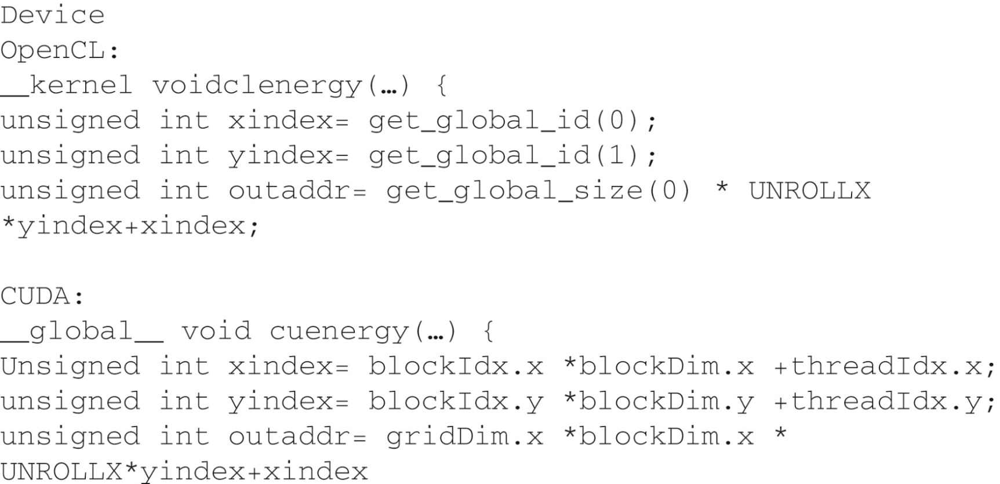 Device
OpenCL:
__kernel voidclenergy(…) {
unsigned int xindex= get_global_id(0);
unsigned int yindex= get_global_id(1);
unsigned int outaddr= get_global_size(0) * UNROLLX
*yindex+xindex;
CUDA:
__global__ void cuenergy(…) {
Unsigned int xindex= blockIdx.x *blockDim.x +threadIdx.x;
unsigned int yindex= blockIdx.y *blockDim.y +threadIdx.y;
unsigned int outaddr= gridDim.x *blockDim.x *
UNROLLX*yindex+xindex